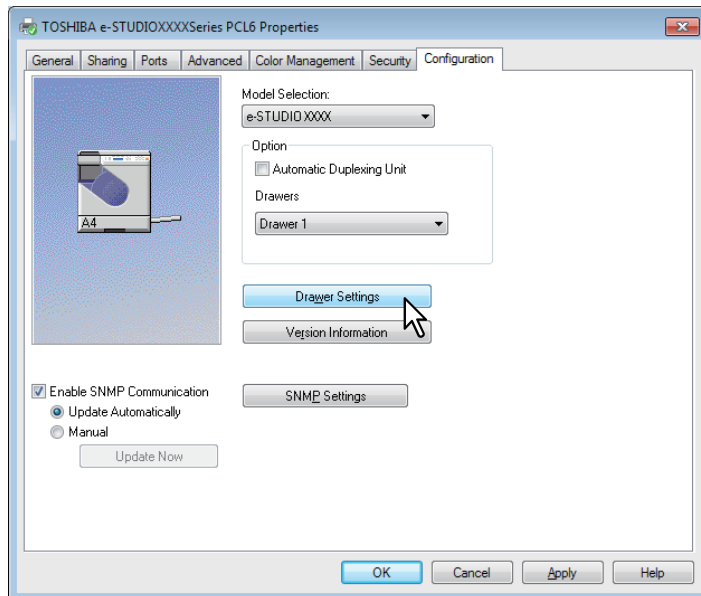 TOSHIBA e-STUDIOXXXXSeries PCL6 Properties
General Sharing Ports Advanced Color Management Security Configuration
Model Selection:
e-STUDIO XXXX
Option
Automatic Duplexing Unit
Drawers
Drawer 1
A4
Drawer Settings
Version Information
Enable SNMP Communication
SNMP Settings
Update Automatically
Manual
Update Now
OK Cancel Apply Help